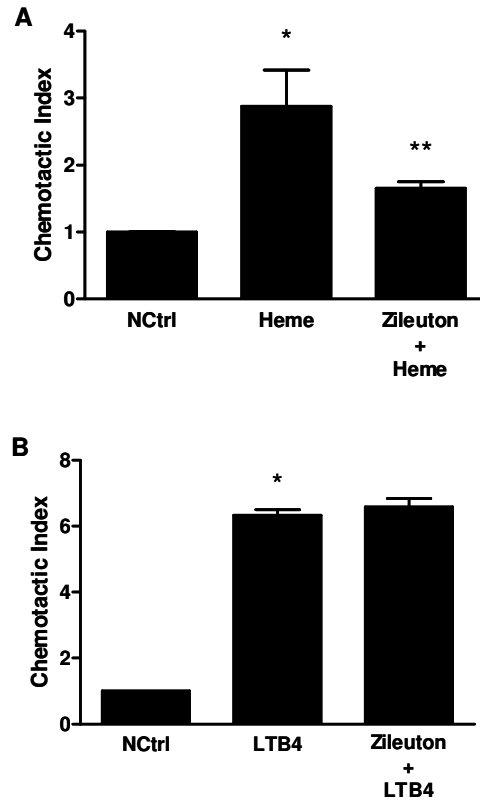 A
4
*
3
**
2
1
0
Chemotactic Index
NCtrl
Heme
Zileuton
+
Heme
B
8
*
6
4
2
0
Chemotactic Index
NCtrl
LTB4
Zileuton
+
LTB4